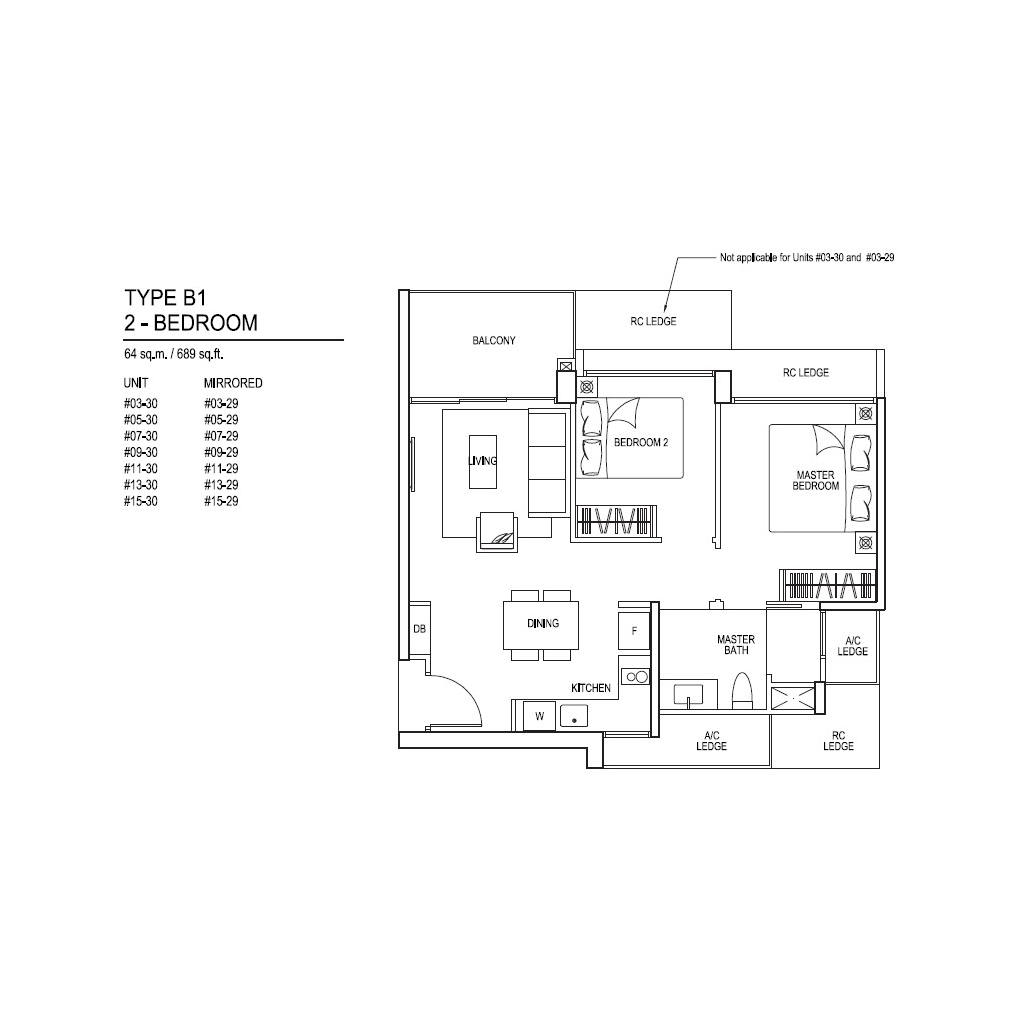 Not applicable for Units #03-30 and #03-29
TYPE B1
2 - BEDROOM
64 sq.m. / 689 sq.ft.
UNIT MIRRORED
#03-30 #03-29
#05-30 #05-29
#07-30 #07-29
#09-30 #09-29
#11-30 #11-29
#13-30 #13-29
#15-30 #15-29
RC LEDGE
BALCONY
RC LEDGE
BEDROOM 2
LIVING
MASTER
BEDROOM
DB
DINING
F
MASTER
BATH
A/C
LEDGE
KITCHEN
W
A/C
LEDGE
RC
LEDGE